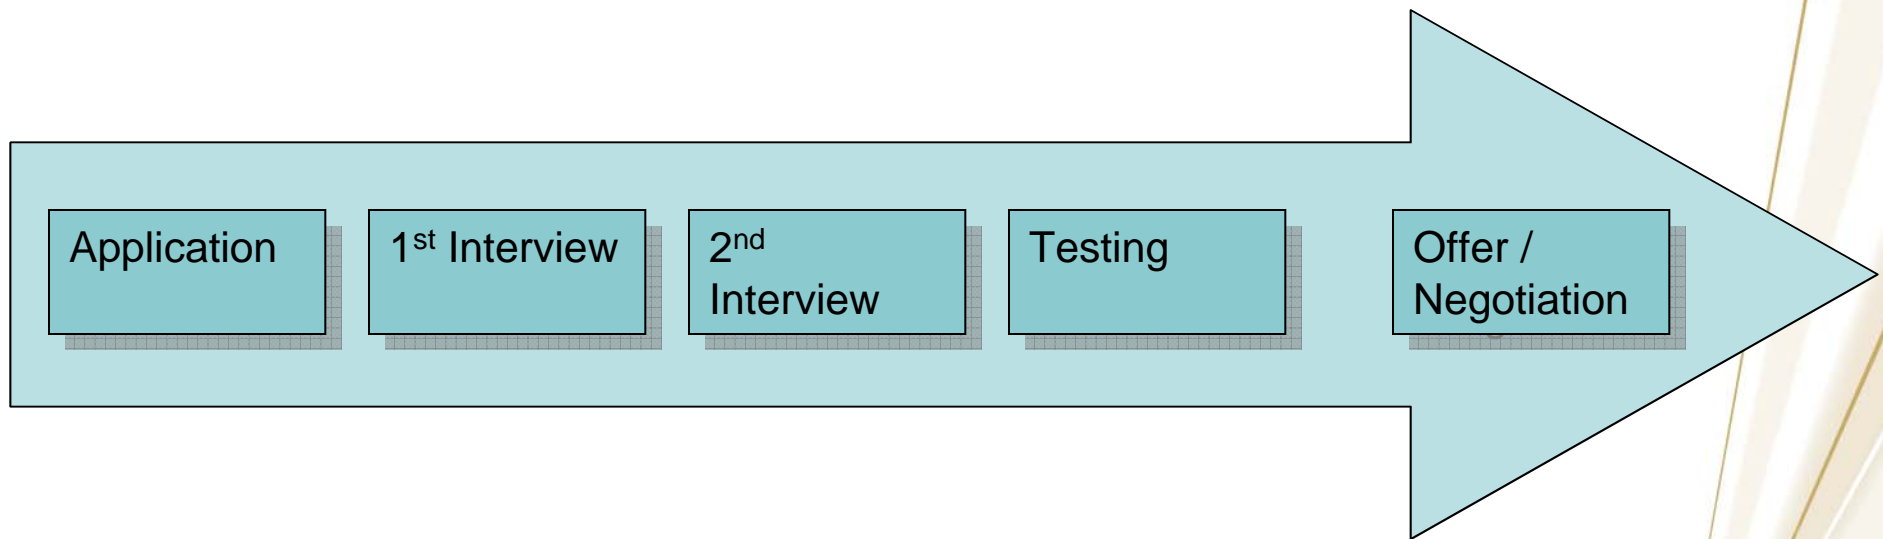 Application
1st Interview
2nd
Interview
Testing
Offer /
Negotiation